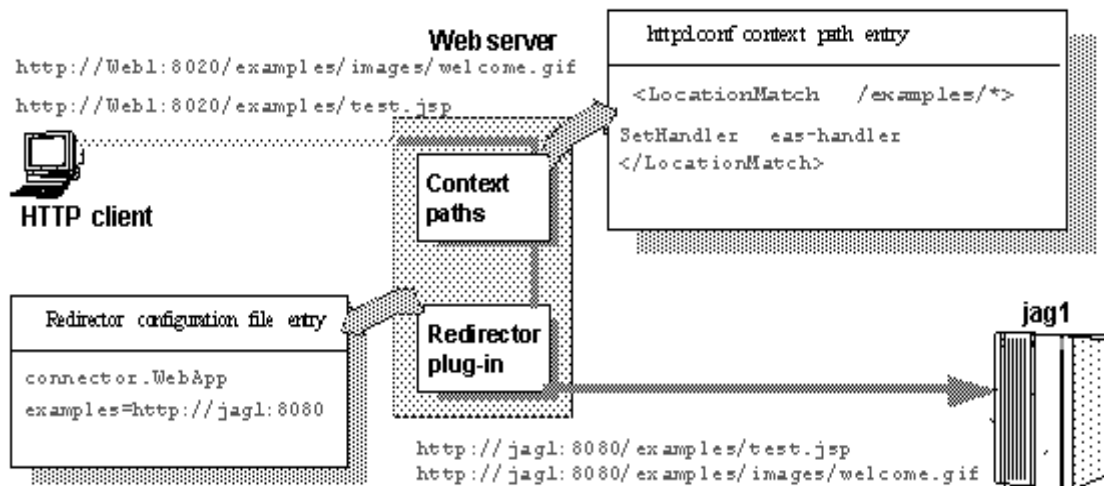 Web server
http://Web1:8020/examples/images/welcome.gif
http://Web1:8020/examples/test.jsp
HTTP client
httpd.conf context path entry
<LocationMatch /examples/*>
SetHandler eas-handler
</LocationMatch>
Context
paths
Redirector configuration file entry
connector.WebApp
examples=http://jag1:8080
Redirector
plug-in
jag1
http://jag1:8080/examples/test.jsp
http://jag1:8080/examples/images/welcome.gif